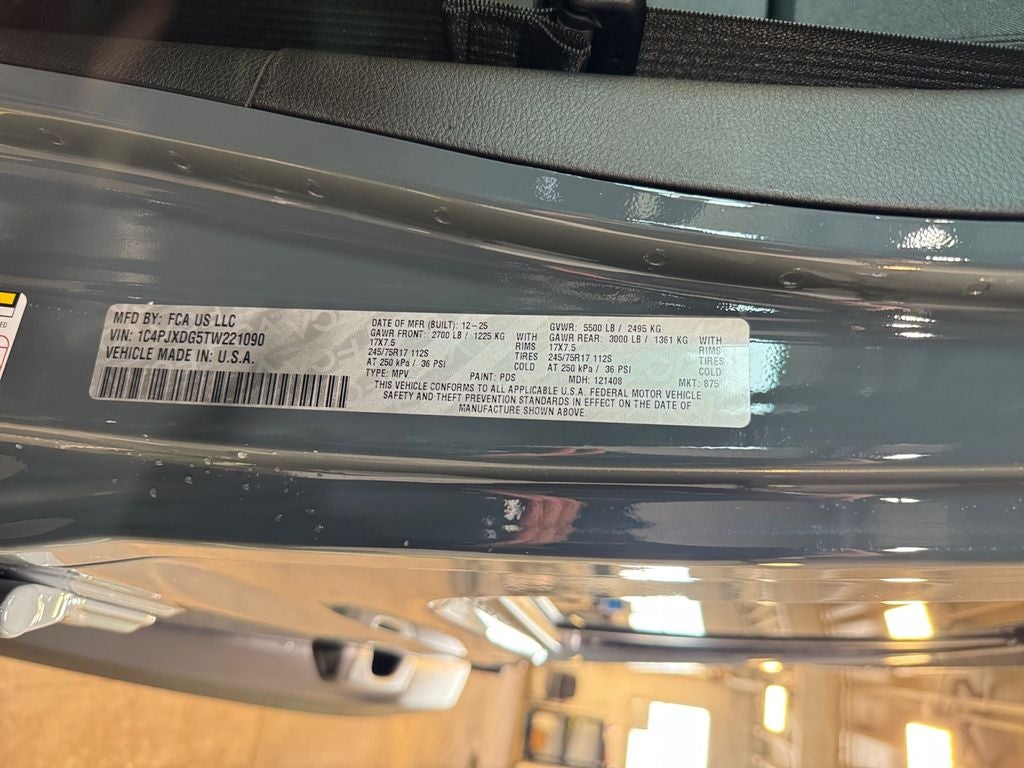 MFD BY: FCA US LLC
VIN: 1C4PJXDG5TW221090
VEHICLE MADE IN: U.S.A.
DATE OF MFR (BUILT): 12-25 GVWR: 5500 LB / 2495 KG
GAWR FRONT: 2700 LB / 1225 KG WITH GAWR REAR: 3000 LB / 1361 KG WITH
17X7.5 RIMS 17X7.5 RIMS
245/75R17 112S TIRES 245/75R17 112S TIRES
AT 250 kPa / 36 PSI COLD AT 250 kPa / 36 PSI COLD
TYPE: MPV PAINT: PDS MDH: 121408 MKT: 875
THIS VEHICLE CONFORMS TO ALL APPLICABLE U.S.A. FEDERAL MOTOR VEHICLE
SAFETY AND THEFT PREVENTION STANDARDS IN EFFECT ON THE DATE OF
MANUFACTURE SHOWN ABOVE.